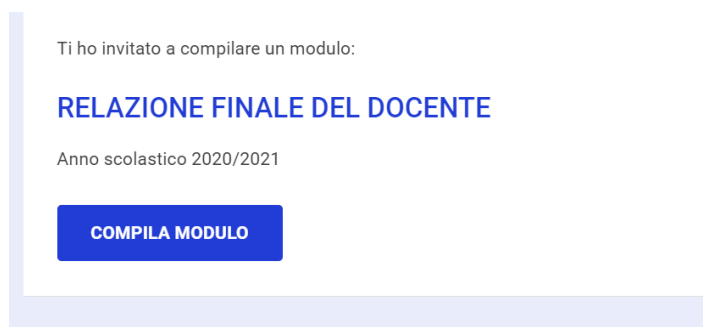 Ti ho invitato a compilare un modulo:
RELAZIONE FINALE DEL DOCENTE
Anno scolastico 2020/2021
COMPILA MODULO